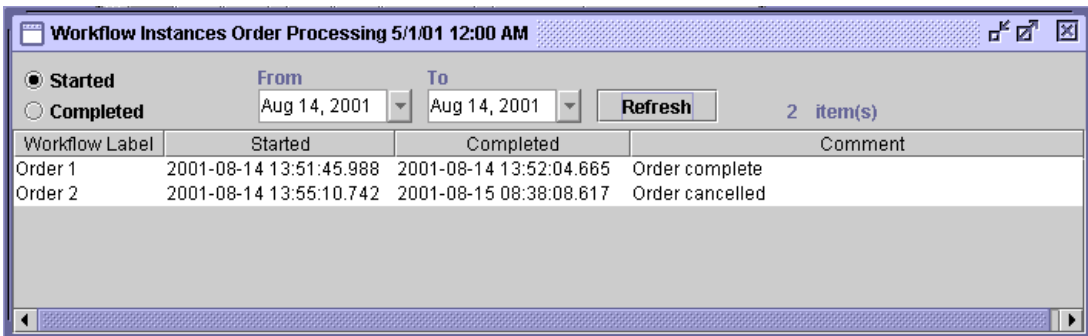 Workflow Instances Order Processing 5/1/01 12:00 AM
Started From To
Completed Aug 14, 2001 Aug 14, 2001 Refresh 2 item(s)
Workflow Label Started Completed Comment
Order 1 2001-08-14 13:51:45.988 2001-08-14 13:52:04.665 Order complete
Order 2 2001-08-14 13:55:10.742 2001-08-15 08:38:08.617 Order cancelled